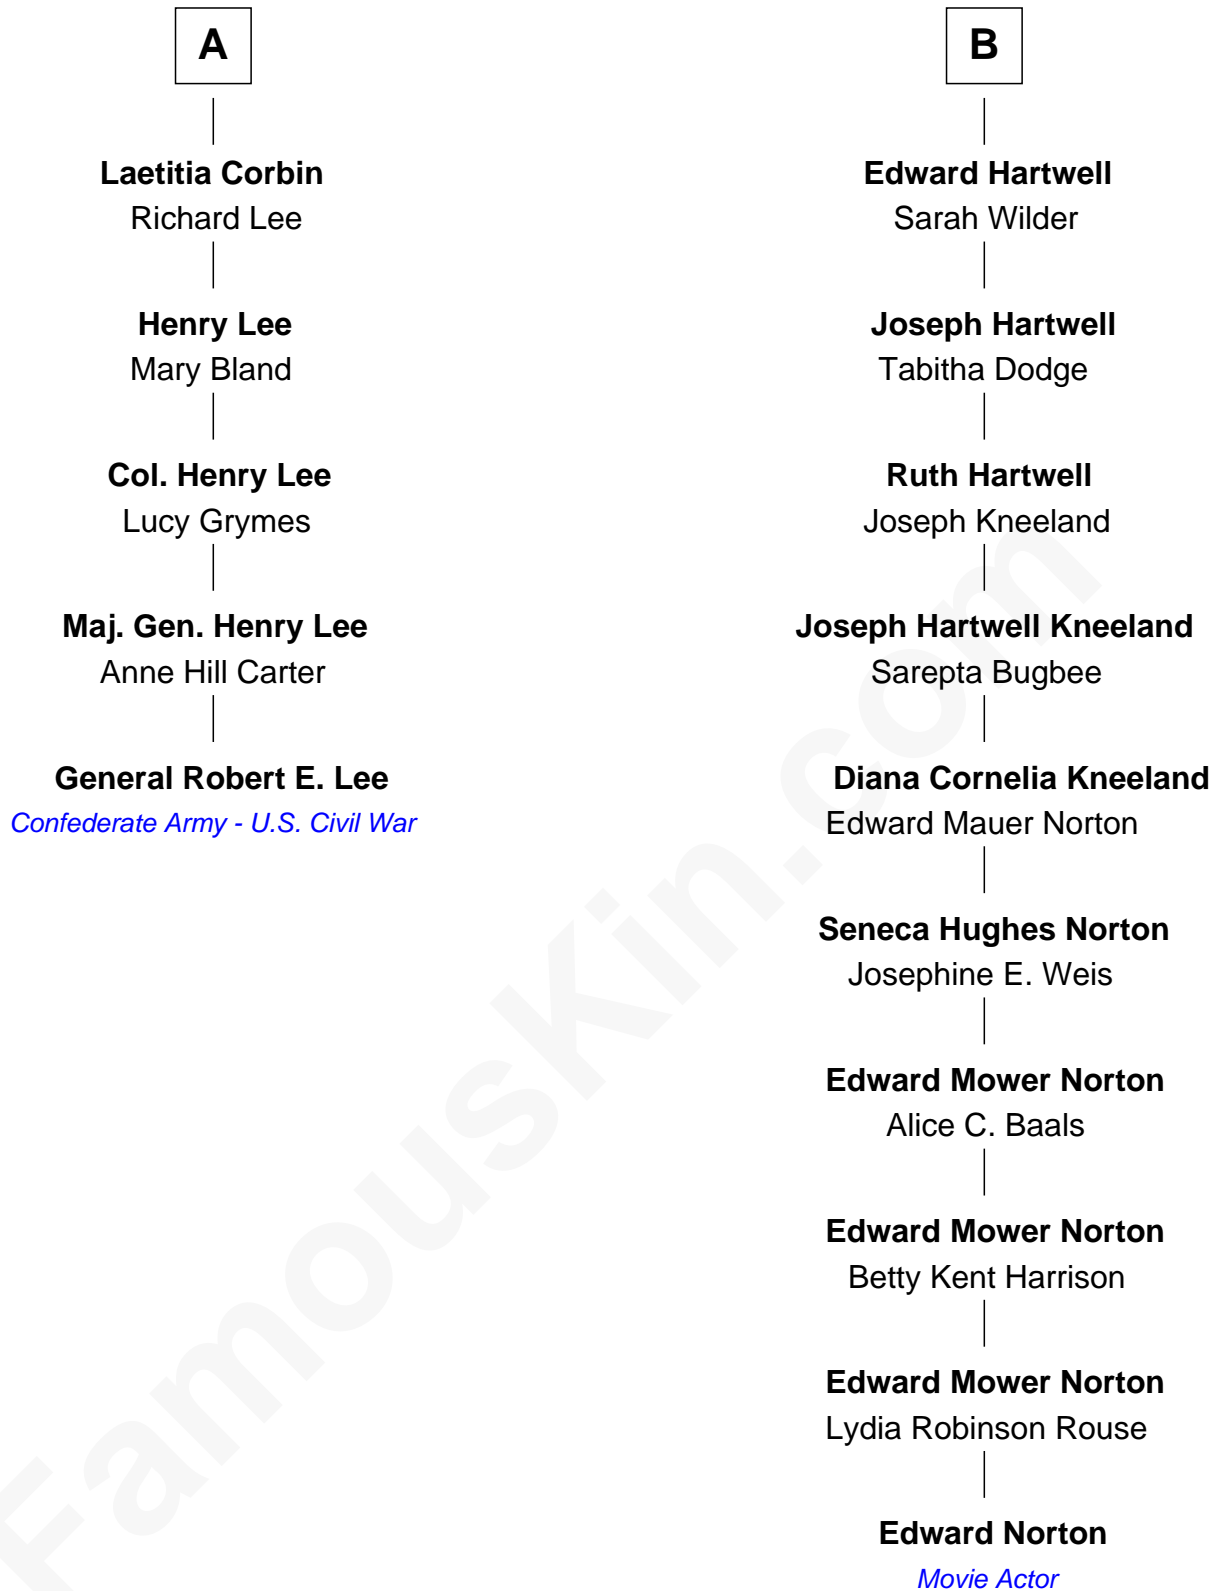 A
Laetitia Corbin
Richard Lee
Henry Lee
Mary Bland
Col. Henry Lee
Lucy Grymes
Maj. Gen. Henry Lee
Anne Hill Carter
General Robert E. Lee
Confederate Army - U.S. Civil War
B
Edward Hartwell
Sarah Wilder
Joseph Hartwell
Tabitha Dodge
Ruth Hartwell
Joseph Kneeland
Joseph Hartwell Kneeland
Sarepta Bugbee
Diana Cornelia Kneeland
Edward Mauer Norton
Seneca Hughes Norton
Josephine E. Weis
Edward Mower Norton
Alice C. Baals
Edward Mower Norton
Betty Kent Harrison
Edward Mower Norton
Lydia Robinson Rouse
Edward Norton
Movie Actor
FamousKin.com